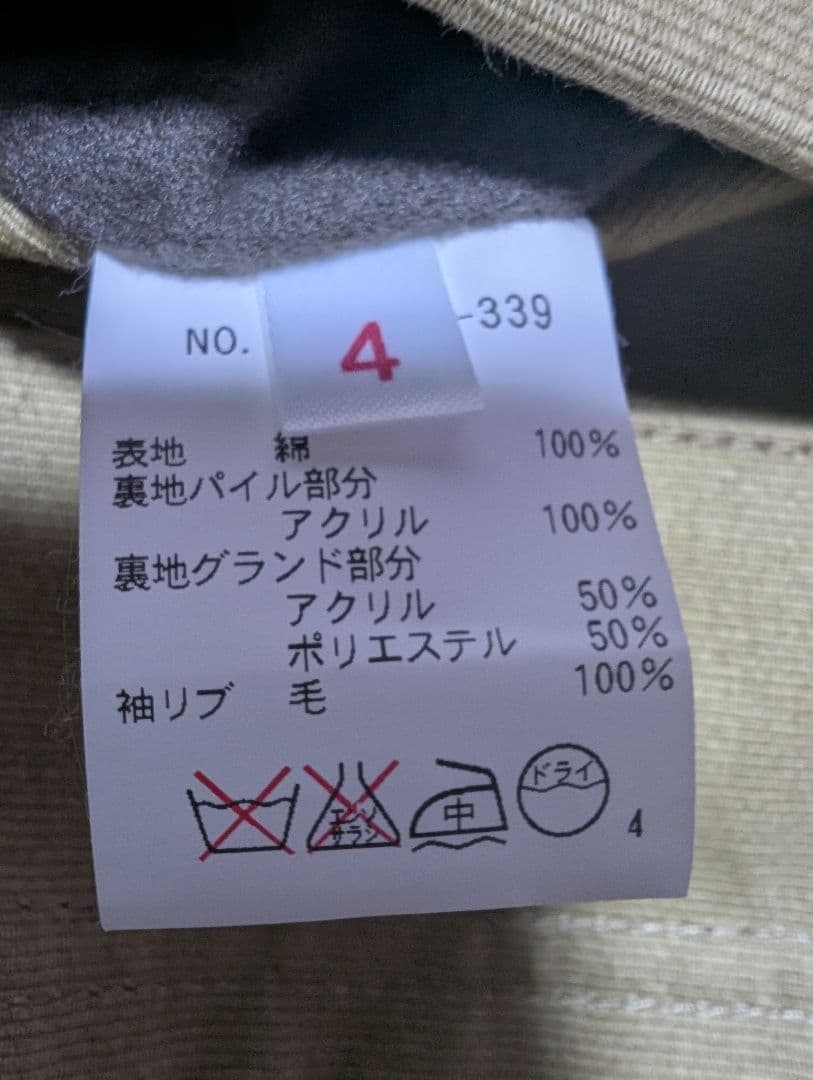 NO. 4 -339
表地 綿 100%
裏地パイル部分
アクリル 100%
裏地グランド部分
アクリル 50%
ポリエステル 50%
袖リブ 毛 100%
エンソ
サラシ
中
ドライ
4